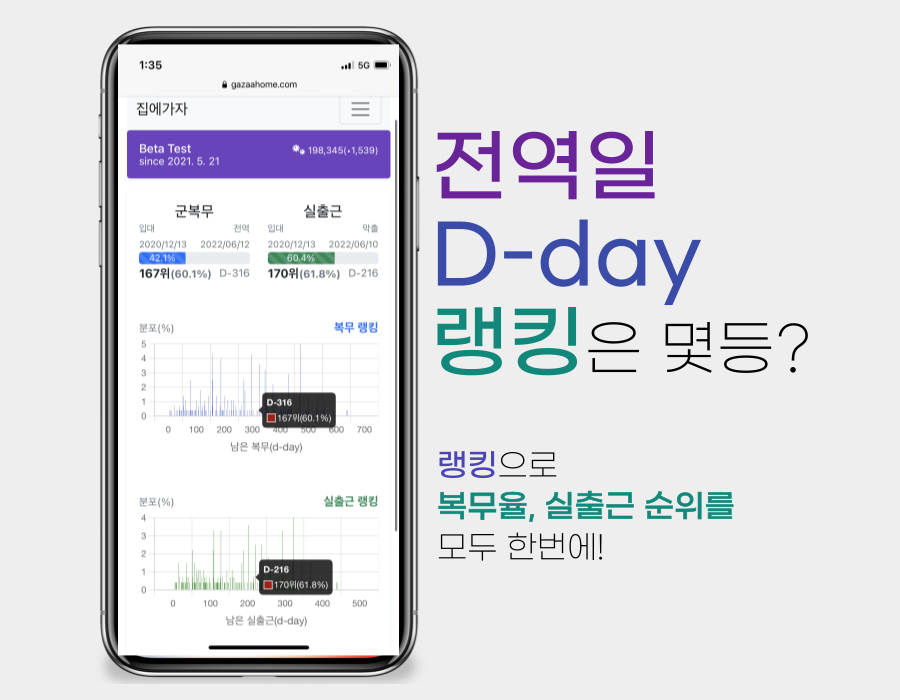 1:35 5G
gazaahome.com
집에가자
Beta Test 198,345(▲1,539)
since 2021. 5. 21
군복무 실출근
입대 전역 입대 막출
2020/12/13 2022/06/12 2020/12/13 2022/06/10
42.1% 60.4%
167위(60.1%) D-316 170위(61.8%) D-216
분포(%) 복무 랭킹
5
4
3
2
1
0
D-316
167위(60.1%)
0 100 200 300 400 500 600 700
남은 복무(d-day)
분포(%) 실출근 랭킹
4
3
2
1
0
D-216
170위(61.8%)
0 100 200 300 400 500
남은 실출근(d-day)
전역일
D-day
랭킹은 몇등?
랭킹으로
복무율, 실출근 순위를
모두 한번에!